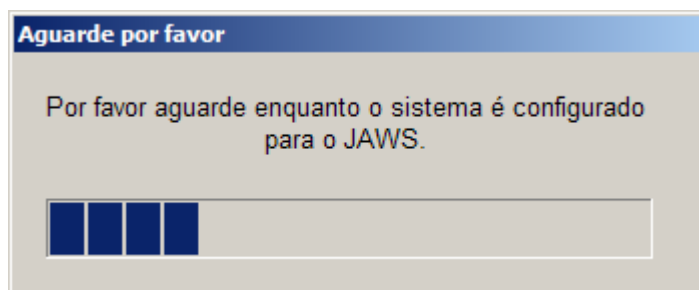 Aguarde por favor
Por favor aguarde enquanto o sistema é configurado
para o JAWS.